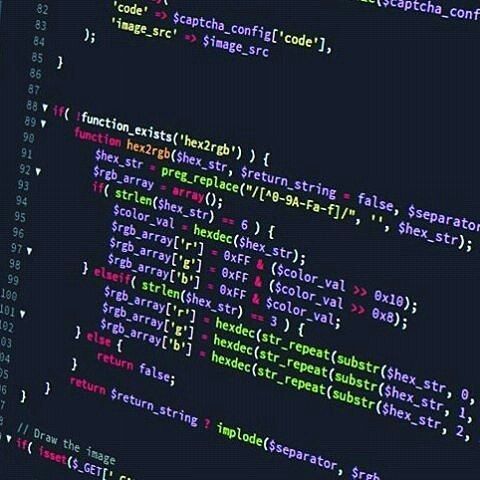 82
83 'code' => $captcha_config['code'],
84 'image_src' => $image_src
85 );
86 }
87
88
89 if( !function_exists('hex2rgb') ) {
90 function hex2rgb($hex_str, $return_string = false, $separator
91 $hex_str = preg_replace("/[^0-9A-Fa-f]/", '', $hex_str);
92 $rgb_array = array();
93 if( strlen($hex_str) == 6 ) {
94 $color_val = hexdec($hex_str);
95 $rgb_array['r'] = 0xFF & ($color_val >> 0x10);
96 $rgb_array['g'] = 0xFF & ($color_val >> 0x8);
97 $rgb_array['b'] = 0xFF & $color_val;
98 } elseif( strlen($hex_str) == 3 ) {
99 $rgb_array['r'] = hexdec(str_repeat(substr($hex_str, 0,
100 $rgb_array['g'] = hexdec(str_repeat(substr($hex_str, 1,
101 $rgb_array['b'] = hexdec(str_repeat(substr($hex_str, 2,
102 } else {
return false;
}
return $return_string ? implode($separator, $rgb
}
}
// Draw the image
if( isset($_GET['